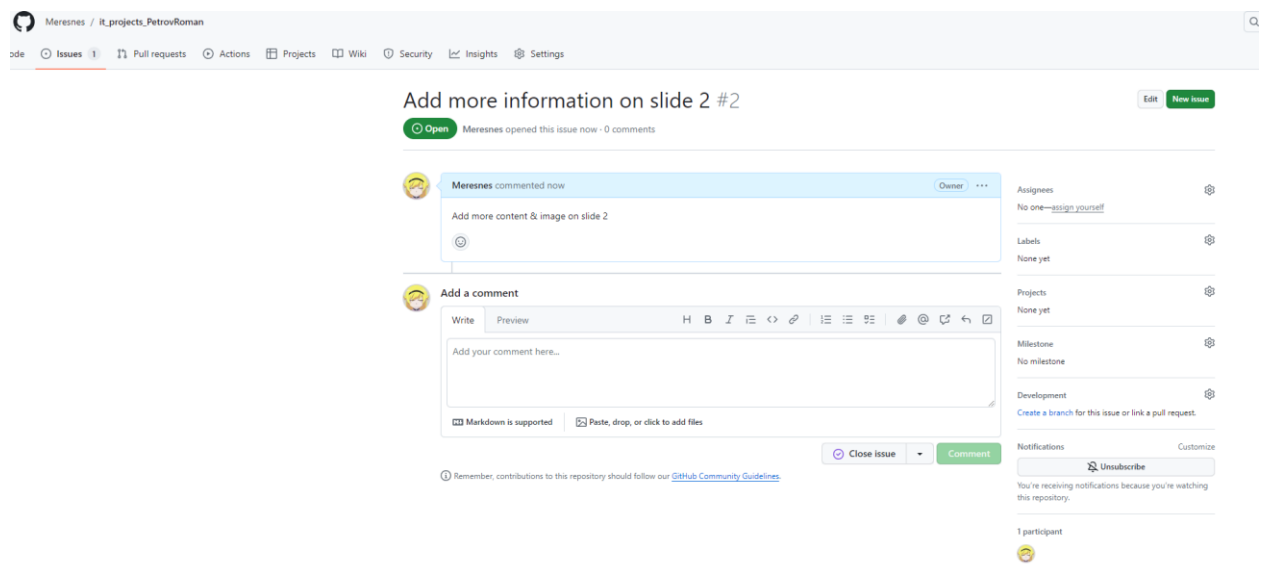 Meresnes / it_projects_PetrovRoman
ode Issues 1 Pull requests Actions Projects Wiki Security Insights Settings
Add more information on slide 2 #2
Edit New issue
Open Meresnes opened this issue now · 0 comments
Meresnes commented now Owner
Add more content & image on slide 2
Add a comment
Write Preview
Add your comment here...
Markdown is supported Paste, drop, or click to add files
Close issue Comment
Remember, contributions to this repository should follow our GitHub Community Guidelines.
Assignees
No one—assign yourself
Labels
None yet
Projects
None yet
Milestone
No milestone
Development
Create a branch for this issue or link a pull request.
Notifications Customize
Unsubscribe
You're receiving notifications because you're watching
this repository.
1 participant